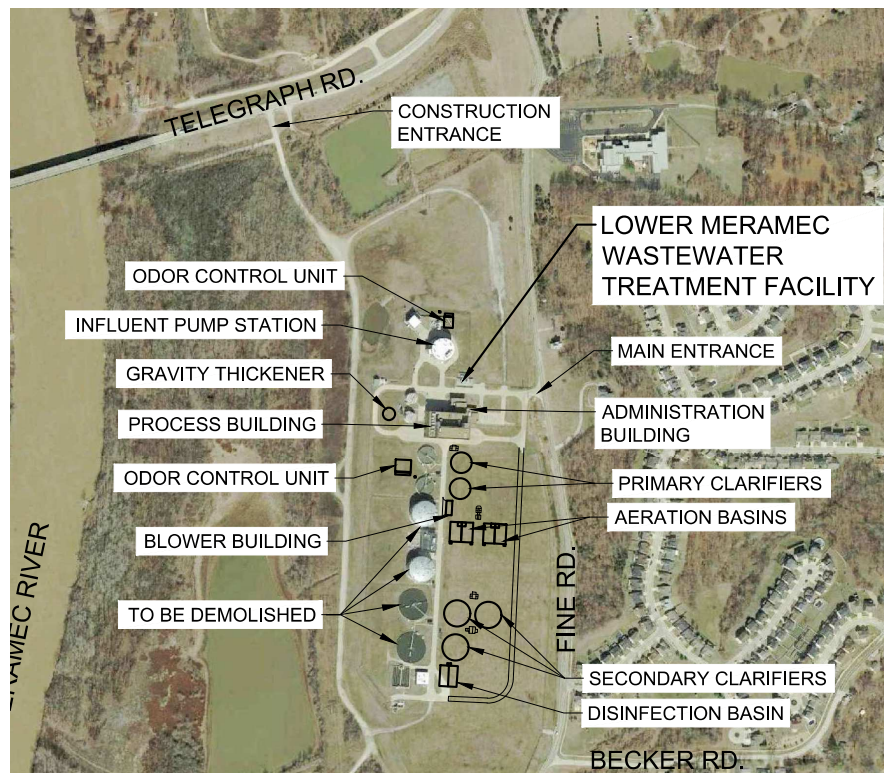 TELEGRAPH RD.
CONSTRUCTION
ENTRANCE
LOWER MERAMEC
WASTEWATER
TREATMENT FACILITY
ODOR CONTROL UNIT
INFLUENT PUMP STATION
MAIN ENTRANCE
GRAVITY THICKENER
ADMINISTRATION
BUILDING
PROCESS BUILDING
ODOR CONTROL UNIT
PRIMARY CLARIFIERS
AERATION BASINS
BLOWER BUILDING
TO BE DEMOLISHED
FINE RD.
ERAMEC RIVER
SECONDARY CLARIFIERS
DISINFECTION BASIN
BECKER RD.